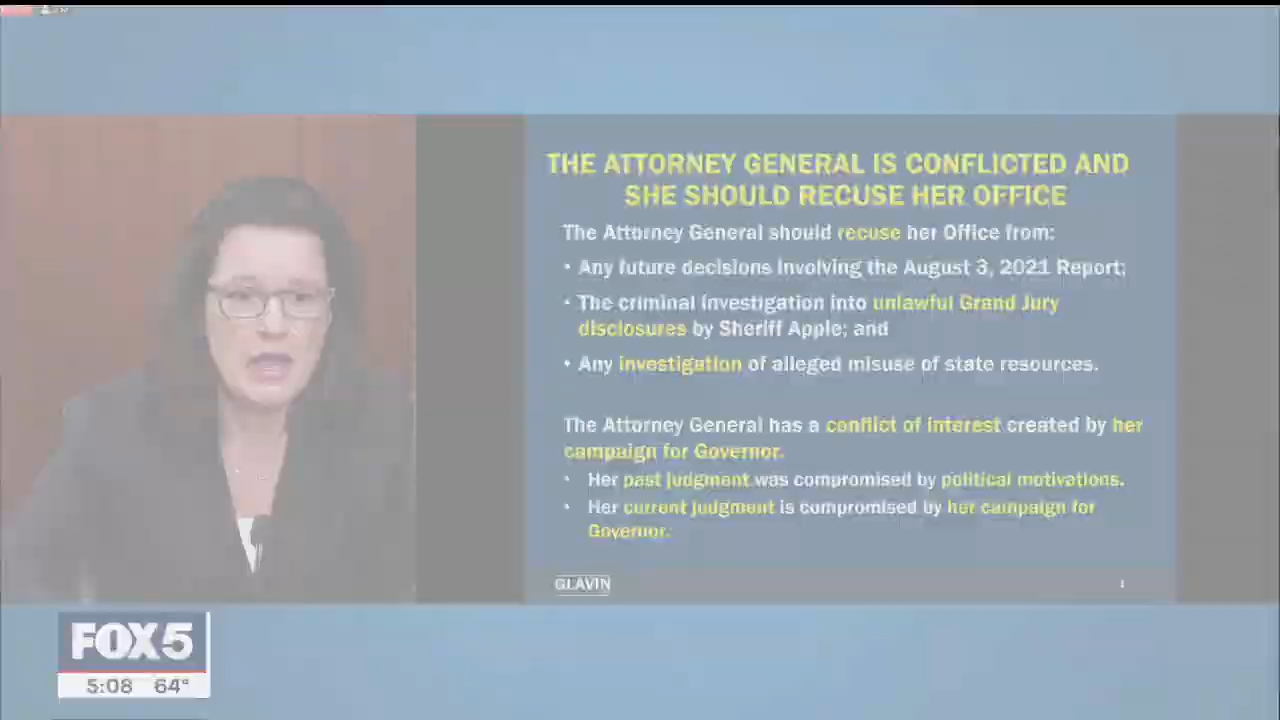 THE ATTORNEY GENERAL IS CONFLICTED AND
SHE SHOULD RECUSE HER OFFICE
The Attorney General should recuse her Office from:
• Any future decisions involving the August 3, 2021 Report;
• The criminal investigation into unlawful Grand Jury
disclosures by Sheriff Apple; and
• Any investigation of alleged misuse of state resources.
The Attorney General has a conflict of interest created by her
campaign for Governor.
• Her past judgment was compromised by political motivations.
• Her current judgment is compromised by her campaign for
Governor.
GLAVIN
FOX 5
5:08 64°